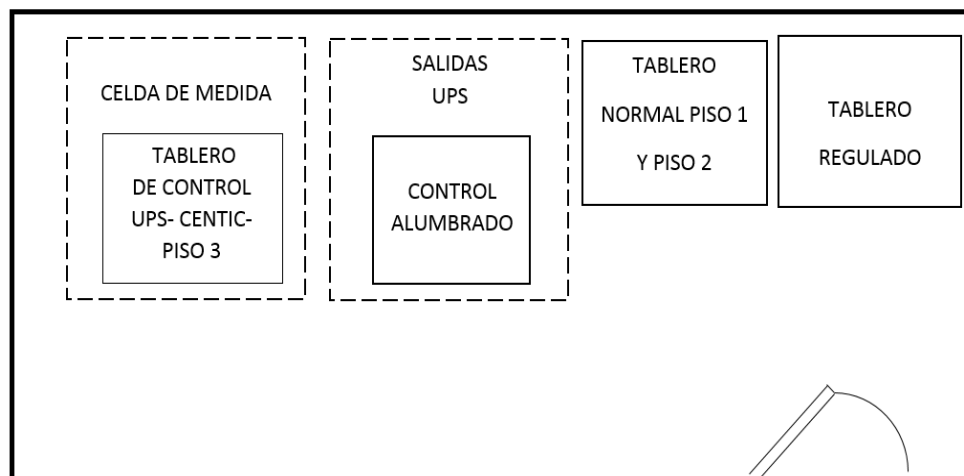 CELDA DE MEDIDA
TABLERO
DE CONTROL
UPS- CENTIC-
PISO 3
SALIDAS
UPS
CONTROL
ALUMBRADO
TABLERO
NORMAL PISO 1
Y PISO 2
TABLERO
REGULADO